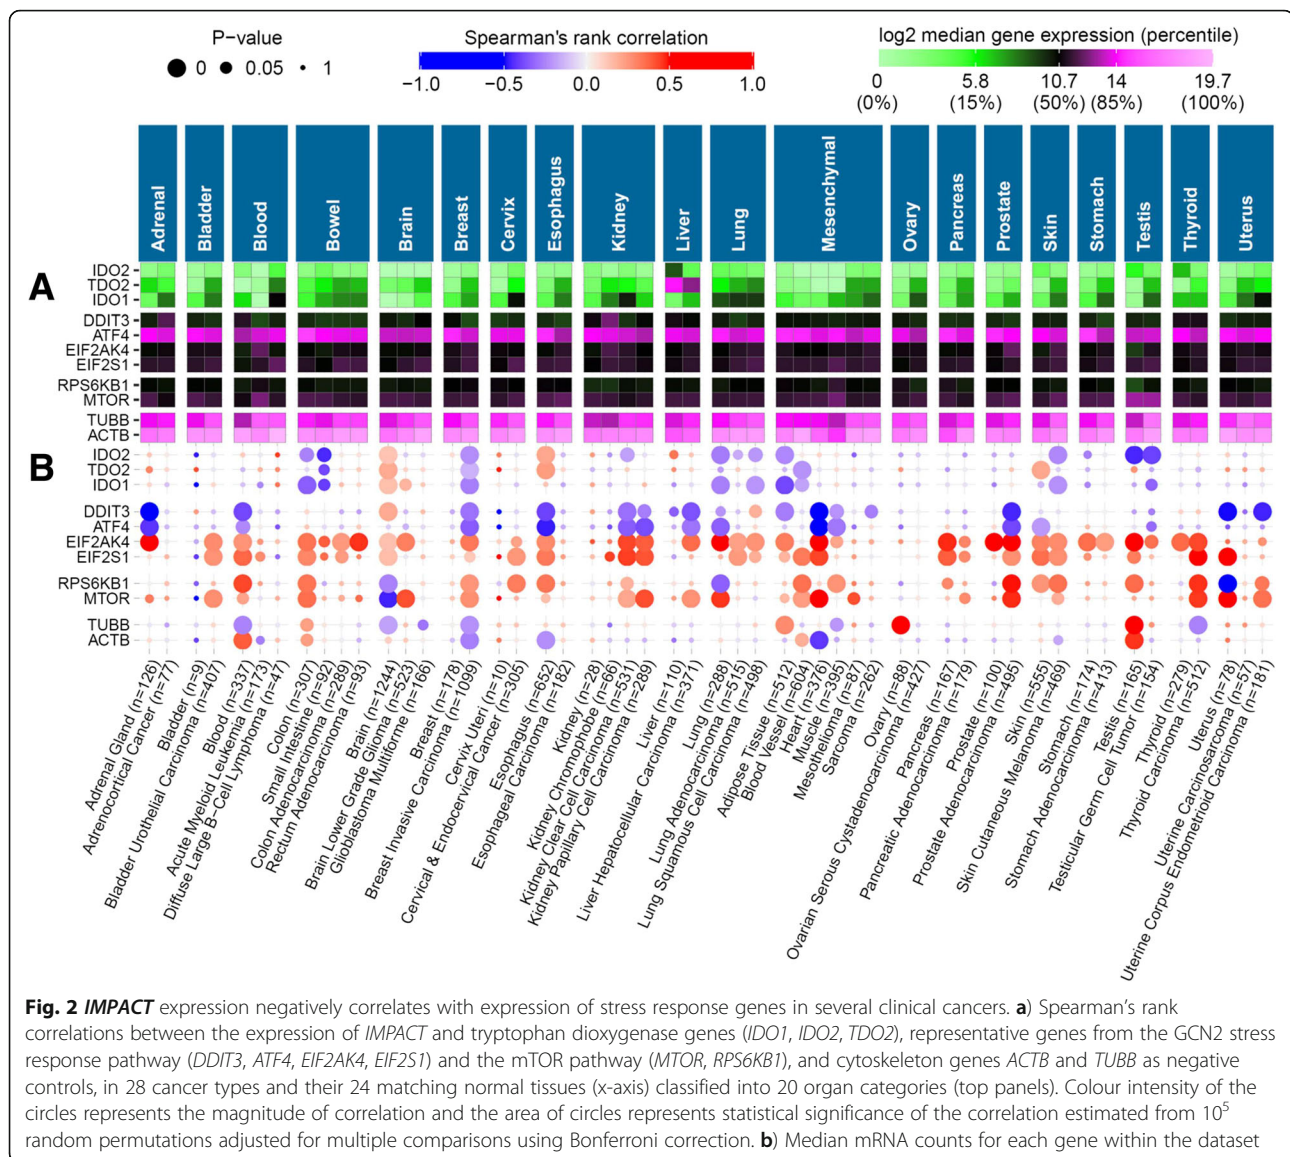 P-value
0 0.05 1
Spearman's rank correlation
−1.0 −0.5 0.0 0.5 1.0
log2 median gene expression (percentile)
0 5.8 10.7 14 19.7
(0%) (15%) (50%) (85%) (100%)
Adrenal
Bladder
Blood
Bowel
Brain
Breast
Cervix
Esophagus
Kidney
Liver
Lung
Mesenchymal
Ovary
Pancreas
Prostate
Skin
Stomach
Testis
Thyroid
Uterus
A
IDO2
TDO2
IDO1
DDIT3
ATF4
EIF2AK4
EIF2S1
RPS6KB1
MTOR
TUBB
ACTB
B
IDO2
TDO2
IDO1
DDIT3
ATF4
EIF2AK4
EIF2S1
RPS6KB1
MTOR
TUBB
ACTB
Adrenal Gland (n=126)
Adrenocortical Cancer (n=77)
Bladder (n=9)
Bladder Urothelial Carcinoma (n=407)
Blood (n=337)
Acute Myeloid Leukemia (n=173)
Diffuse Large B−Cell Lymphoma (n=47)
Colon (n=307)
Small Intestine (n=92)
Colon Adenocarcinoma (n=289)
Rectum Adenocarcinoma (n=93)
Brain (n=1244)
Brain Lower Grade Glioma (n=523)
Glioblastoma Multiforme (n=166)
Breast (n=178)
Breast Invasive Carcinoma (n=1099)
Cervix Uteri (n=10)
Cervical & Endocervical Cancer (n=305)
Esophagus (n=652)
Esophageal Carcinoma (n=182)
Kidney (n=28)
Kidney Chromophobe (n=66)
Kidney Clear Cell Carcinoma (n=531)
Kidney Papillary Cell Carcinoma (n=289)
Liver (n=110)
Liver Hepatocellular Carcinoma (n=371)
Lung (n=288)
Lung Adenocarcinoma (n=515)
Lung Squamous Cell Carcinoma (n=498)
Adipose Tissue (n=512)
Blood Vessel (n=604)
Heart (n=376)
Muscle (n=395)
Mesothelioma (n=87)
Sarcoma (n=262)
Ovary (n=88)
Ovarian Serous Cystadenocarcinoma (n=427)
Pancreas (n=167)
Pancreatic Adenocarcinoma (n=179)
Prostate (n=100)
Prostate Adenocarcinoma (n=495)
Skin (n=555)
Skin Cutaneous Melanoma (n=469)
Stomach (n=174)
Stomach Adenocarcinoma (n=413)
Testis (n=165)
Testicular Germ Cell Tumor (n=154)
Thyroid (n=279)
Thyroid Carcinoma (n=512)
Uterus (n=78)
Uterine Carcinosarcoma (n=57)
Uterine Corpus Endometrioid Carcinoma (n=181)
Fig. 2 IMPACT expression negatively correlates with expression of stress response genes in several clinical cancers. a) Spearman's rank
correlations between the expression of IMPACT and tryptophan dioxygenase genes (IDO1, IDO2, TDO2), representative genes from the GCN2 stress
response pathway (DDIT3, ATF4, EIF2AK4, EIF2S1) and the mTOR pathway (MTOR, RPS6KB1), and cytoskeleton genes ACTB and TUBB as negative
controls, in 28 cancer types and their 24 matching normal tissues (x-axis) classified into 20 organ categories (top panels). Colour intensity of the
circles represents the magnitude of correlation and the area of circles represents statistical significance of the correlation estimated from 10⁵
random permutations adjusted for multiple comparisons using Bonferroni correction. b) Median mRNA counts for each gene within the dataset